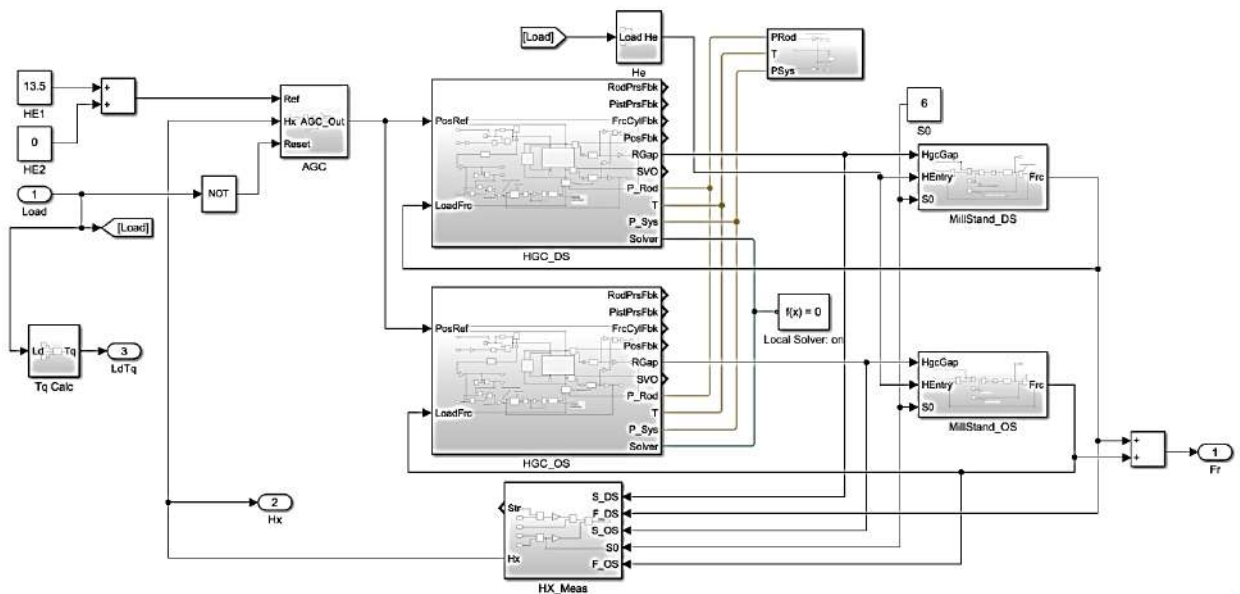 [Load]
Load He
He
PRod
T
PSys
13.5
HE1
+
+
0
HE2
Ref
Hx
AGC_Out
Reset
AGC
1
Load
NOT
[Load]
Ld
Tq
Tq Calc
3
LdTq
RodPrsFbk
PistPrsFbk
PosRef
FrcCylFbk
PosFbk
RGap
SVO
P_Rod
LoadFrc
T
P_Sys
Solver
HGC_DS
6
S0
HgcGap
HEntry
Frc
S0
MillStand_DS
RodPrsFbk
PistPrsFbk
PosRef
FrcCylFbk
PosFbk
RGap
SVO
P_Rod
LoadFrc
T
P_Sys
Solver
HGC_OS
f(x) = 0
Local Solver: on
HgcGap
HEntry
Frc
S0
MillStand_OS
+
+
1
Fr
2
Hx
Str
S_DS
F_DS
S_OS
S0
Hx
F_OS
HX_Meas